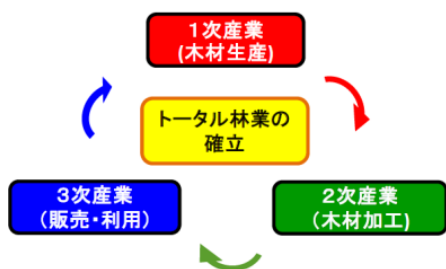 １次産業
(木材生産)
トータル林業の
確立
３次産業
（販売・利用）
２次産業
（木材加工)